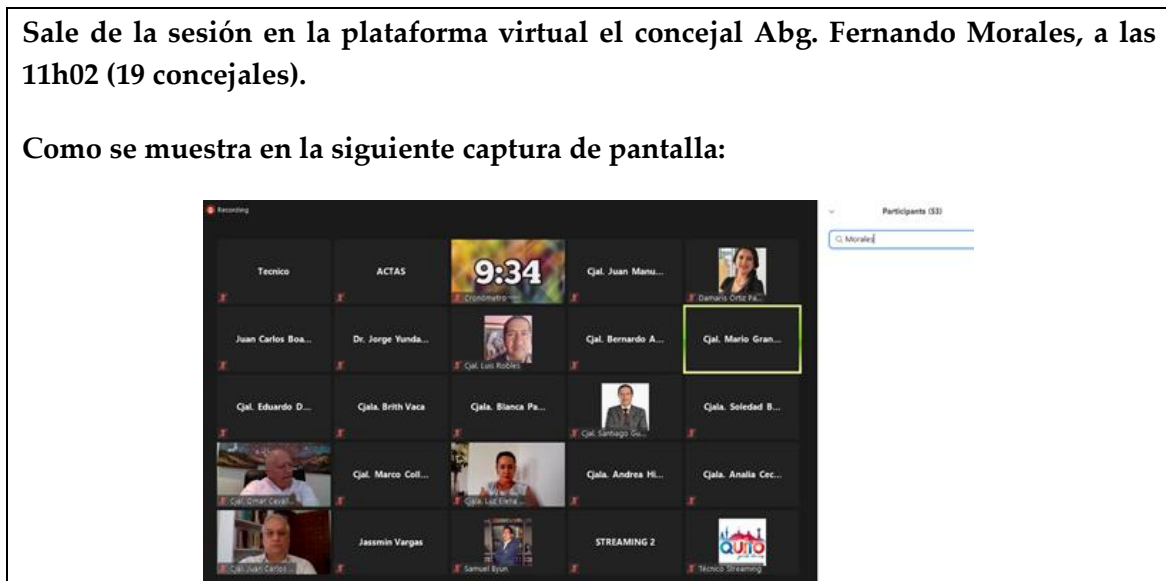 Sale de la sesión en la plataforma virtual el concejal Abg. Fernando Morales, a las
11h02 (19 concejales).
Como se muestra en la siguiente captura de pantalla:
Recording
Participants (53)
Morales
Tecnico
ACTAS
9:34
Cronómetro
Cjal. Juan Manu...
Damaris Ortiz Pa...
Juan Carlos Boa...
Dr. Jorge Yunda...
Cjal. Luis Robles
Cjal. Bernardo A...
Cjal. Mario Gran...
Cjal. Eduardo D...
Cjala. Brith Vaca
Cjala. Blanca Pa...
Cjal. Santiago Gu...
Cjala. Soledad B...
Cjal. Omar Cevall...
Cjal. Marco Coll...
Cjala. Luz Elena ...
Cjala. Andrea Hi...
Cjala. Analia Cec...
Cjal. Juan Carlos ...
Jassmin Vargas
Samuel Byun
STREAMING 2
QUITO
Técnico Streaming